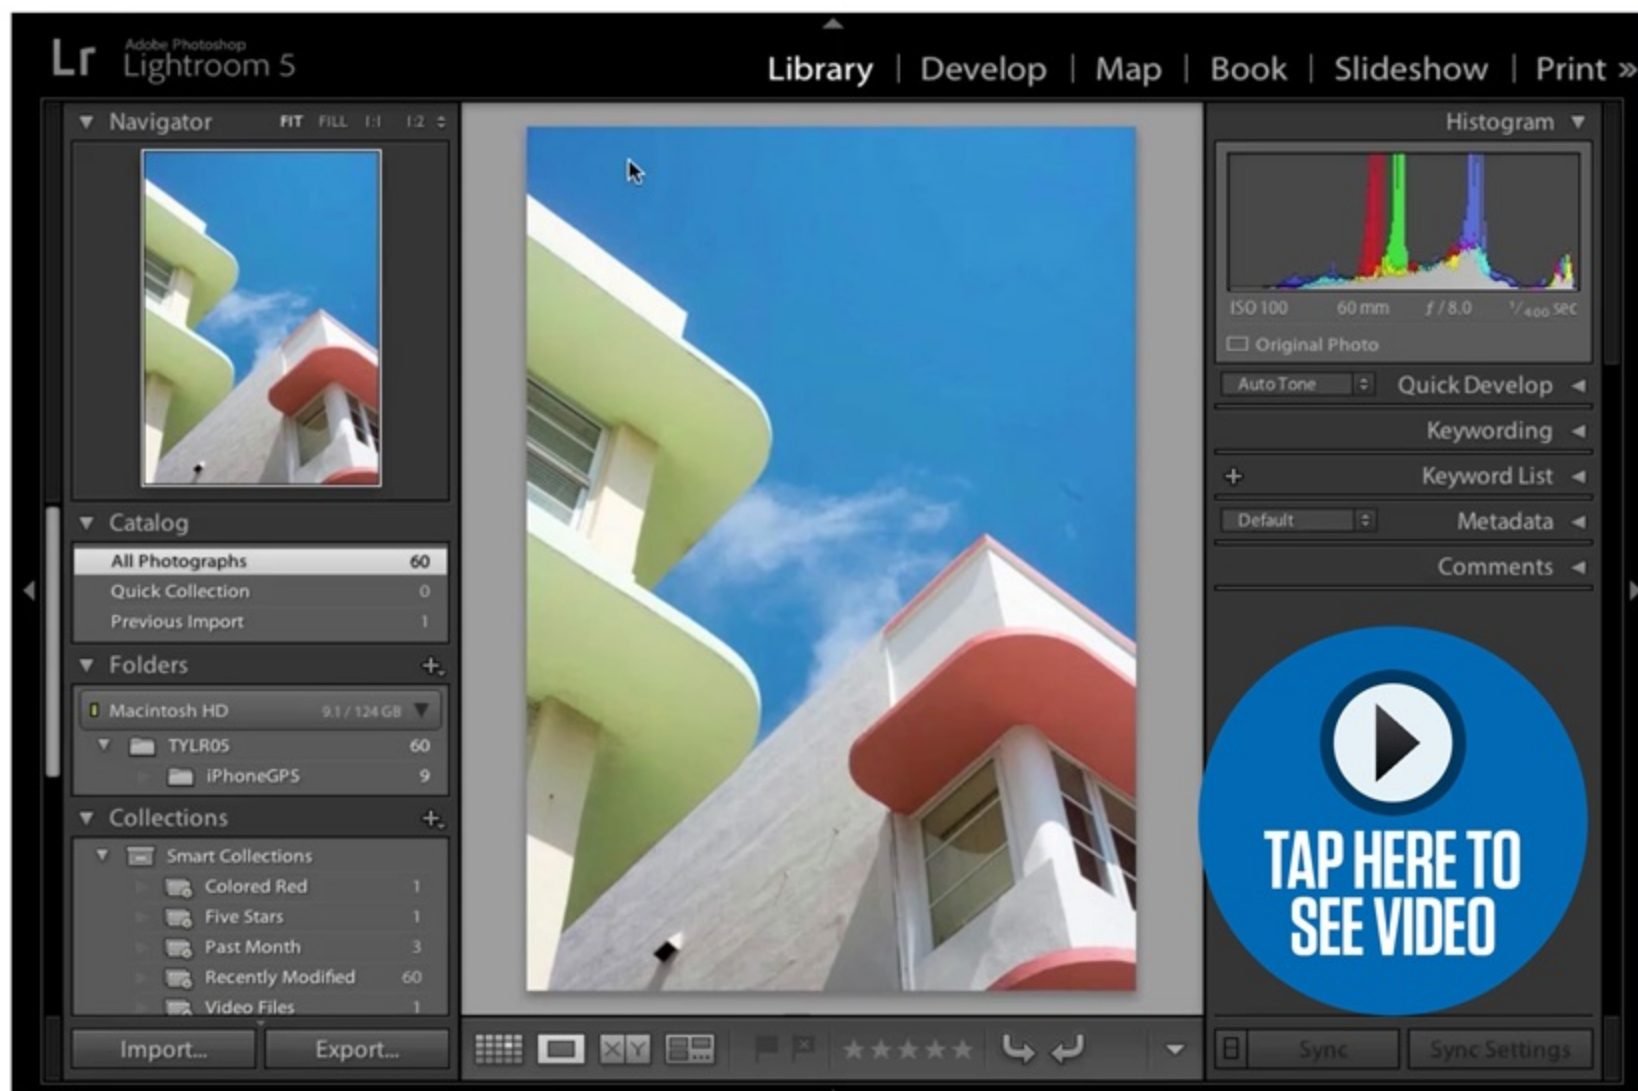 Lr
Adobe Photoshop
Lightroom 5
Library | Develop | Map | Book | Slideshow | Print »
Navigator FIT FILL 1:1 1:2
Catalog
All Photographs 60
Quick Collection 0
Previous Import 1
Folders
Macintosh HD 9.1 / 124 GB
TYLR05 60
iPhoneGPS 9
Collections
Smart Collections
Colored Red 1
Five Stars 1
Past Month 3
Recently Modified 60
Video Files 1
Import... Export...
X Y
Histogram
ISO 100 60 mm ƒ / 8.0 1/400 sec
Original Photo
Auto Tone Quick Develop
Keywording
Keyword List
Default Metadata
Comments
TAP HERE TO
SEE VIDEO
Sync Sync Settings